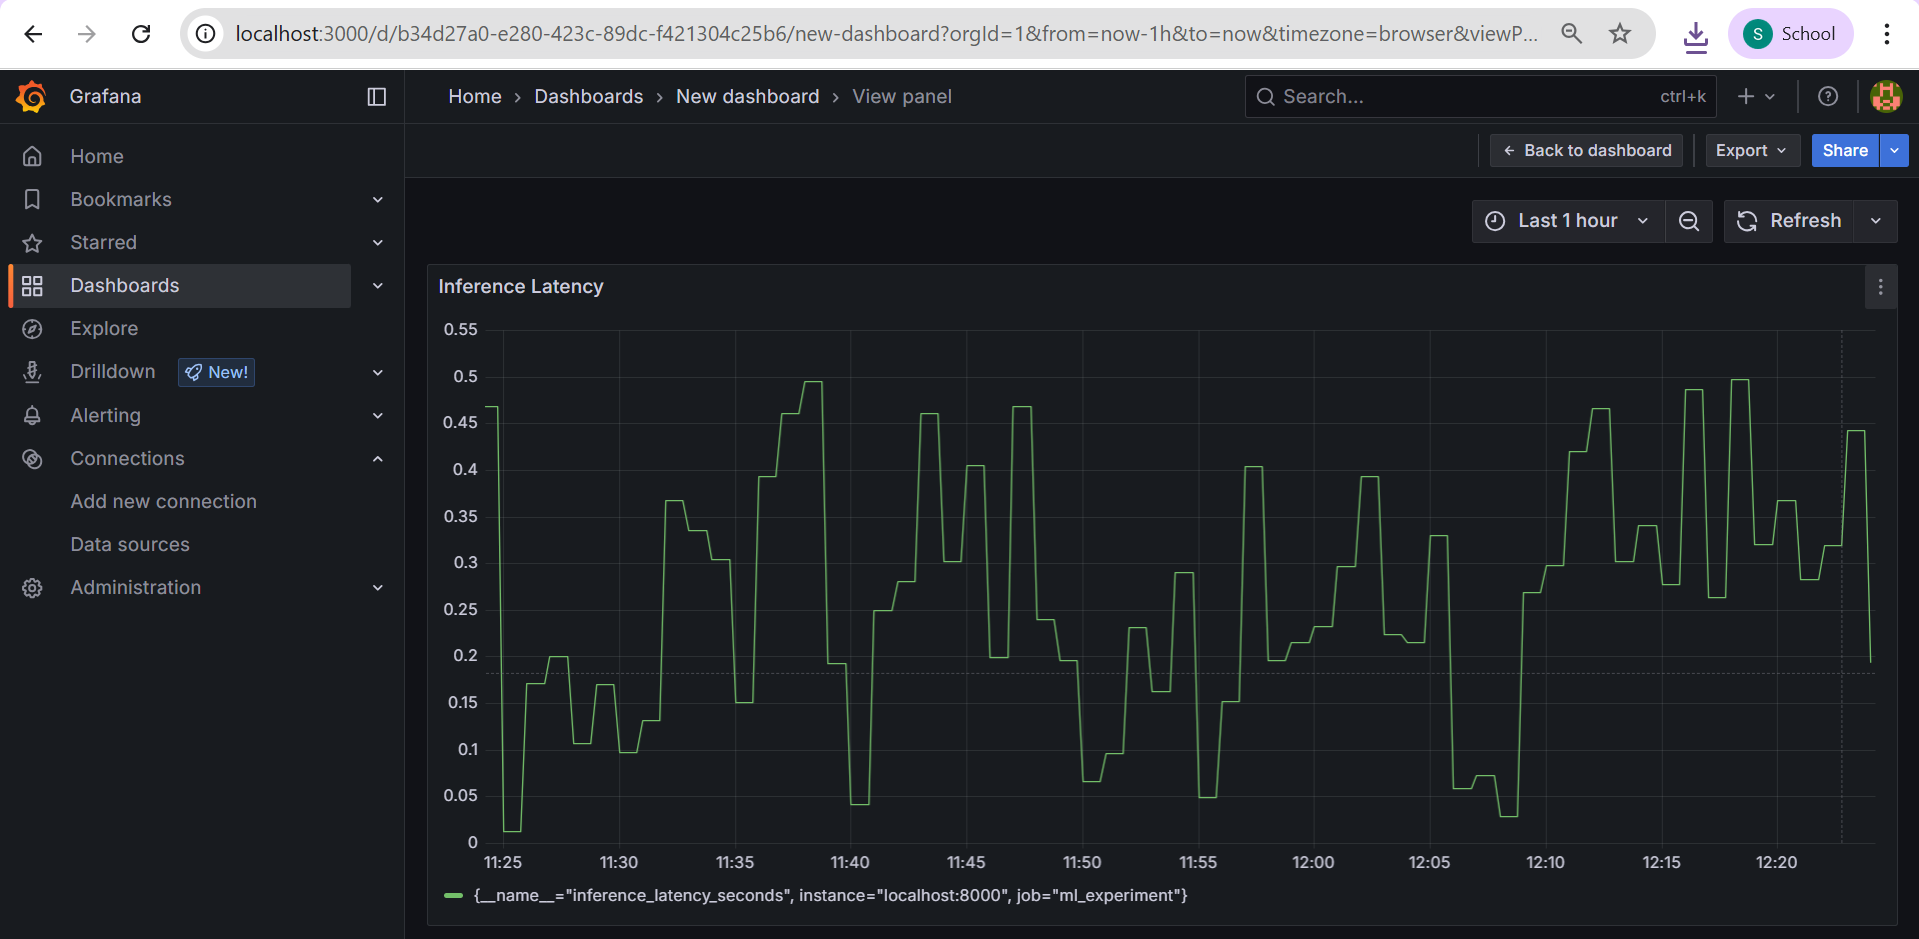 localhost:3000/d/b34d27a0-e280-423c-89dc-f421304c25b6/new-dashboard?orgId=1&from=now-1h&to=now&timezone=browser&viewP...
S School
Grafana
Home › Dashboards › New dashboard › View panel
Search... ctrl+k
Home
Back to dashboard
Export
Share
Bookmarks
Starred
Last 1 hour
Refresh
Dashboards
Explore
Drilldown New!
Alerting
Connections
Add new connection
Data sources
Administration
Inference Latency
0.55
0.5
0.45
0.4
0.35
0.3
0.25
0.2
0.15
0.1
0.05
0
11:25 11:30 11:35 11:40 11:45 11:50 11:55 12:00 12:05 12:10 12:15 12:20
{__name__="inference_latency_seconds", instance="localhost:8000", job="ml_experiment"}